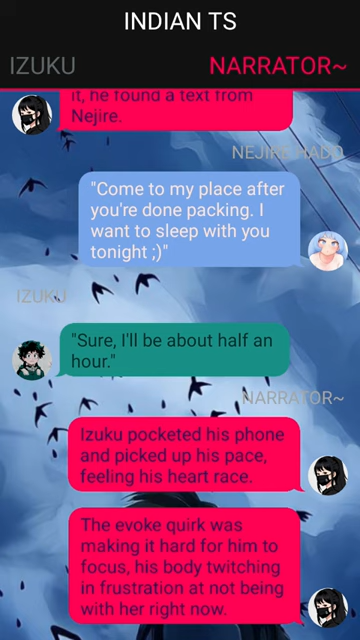 INDIAN TS
IZUKU NARRATOR~
it, he found a text from
Nejire.
NEJIRE HADO
"Come to my place after
you're done packing. I
want to sleep with you
tonight ;)"
IZUKU
"Sure, I'll be about half an
hour."
NARRATOR~
Izuku pocketed his phone
and picked up his pace,
feeling his heart race.
The evoke quirk was
making it hard for him to
focus, his body twitching
in frustration at not being
with her right now.